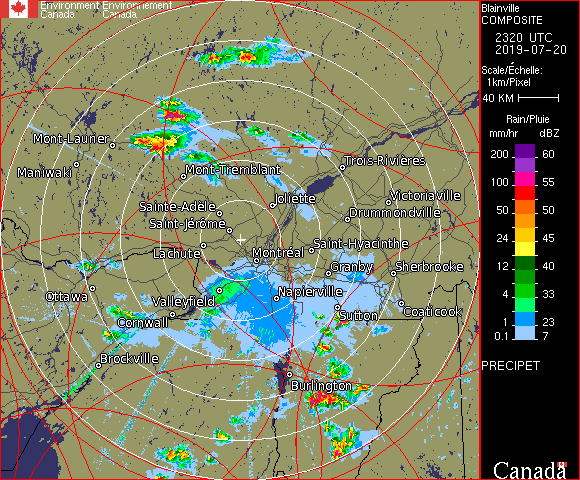 Environment Environnement
Canada Canada
Mont-Laurier
Maniwaki
Mont-Tremblant
Trois-Rivières
Sainte-Adèle
Joliette
Victoriaville
Drummondville
Saint-Jérôme
Lachute
Montréal
Saint-Hyacinthe
Granby
Sherbrooke
Ottawa
Valleyfield
Napierville
Cornwall
Sutton
Coaticook
Brockville
Burlington
Blainville
COMPOSITE
2320 UTC
2019-07-20
Scale/Échelle:
1km/Pixel
40 KM
Rain/Pluie
mm/hr dBZ
200 60
100 55
50 50
24 45
12 40
4 33
1 23
0.1 7
PRECIPET
Canada